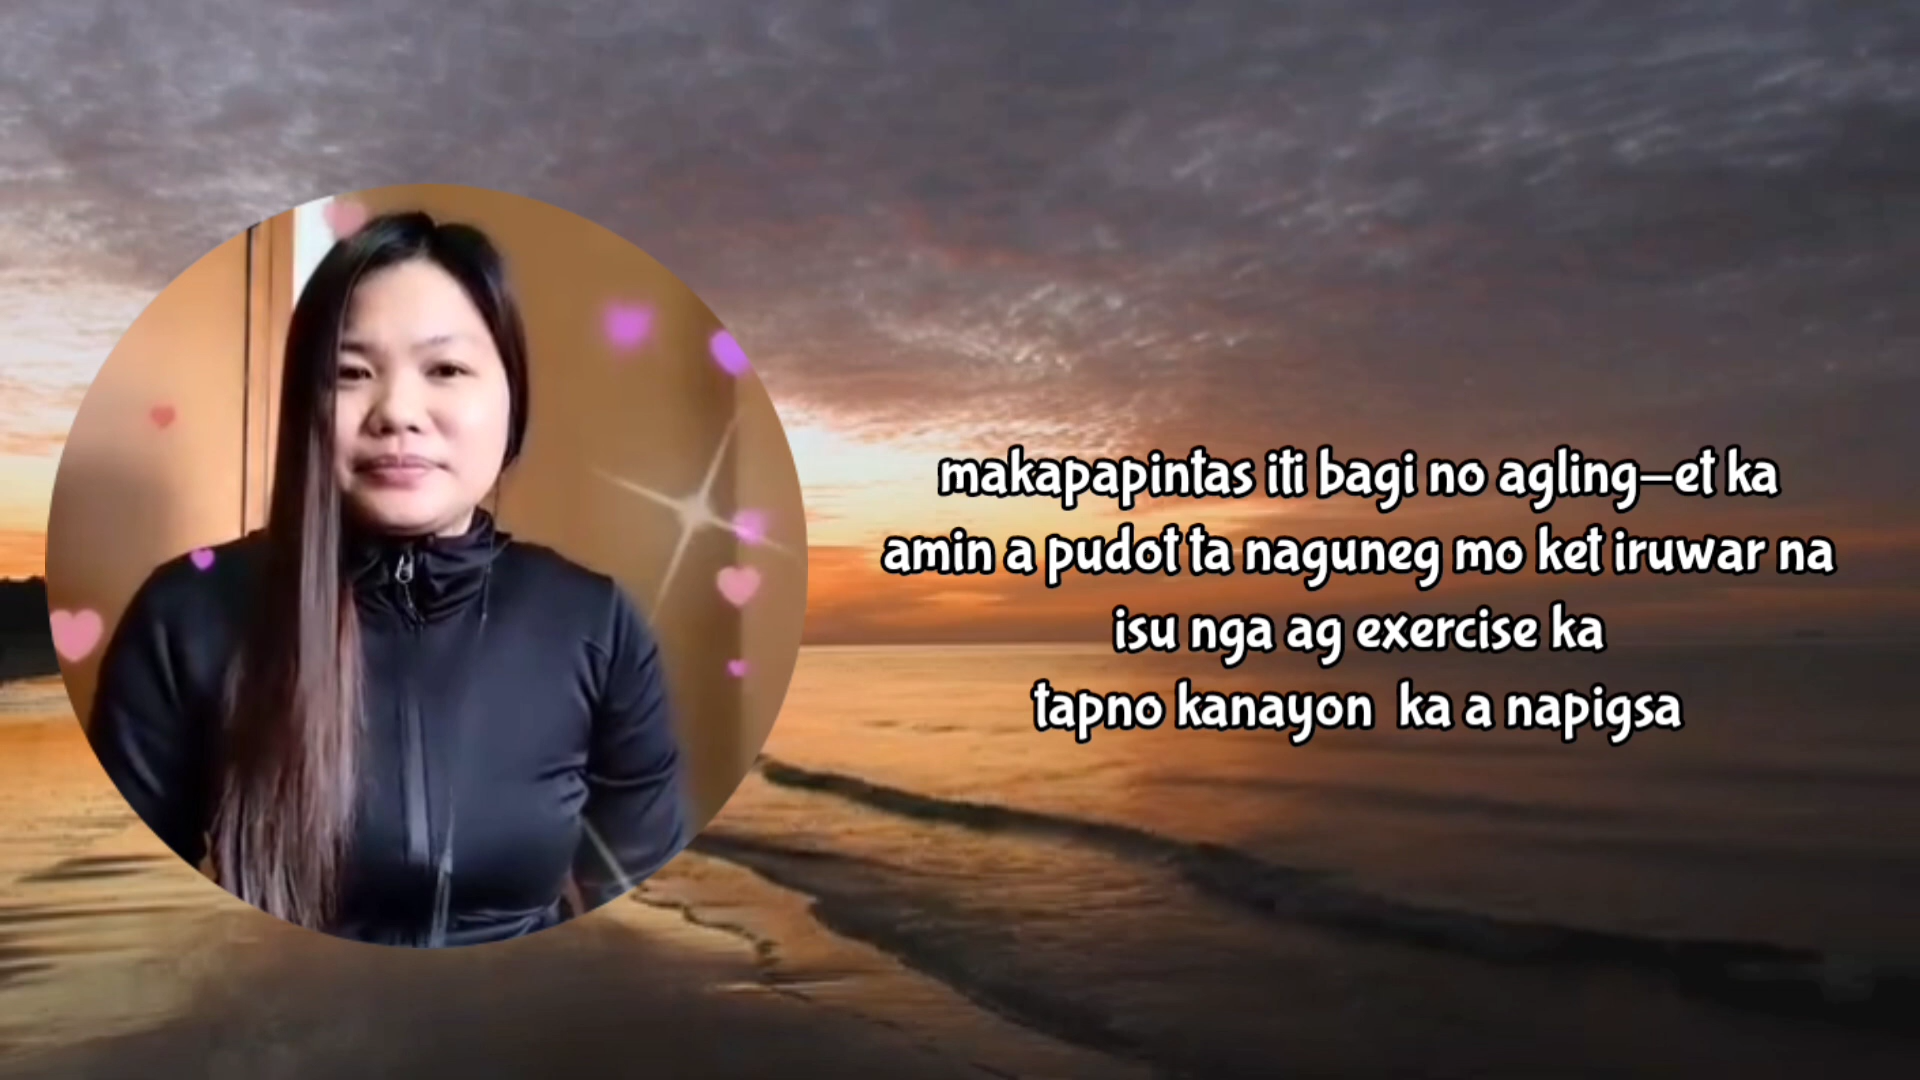 makapapintas iti bagi no agling-et ka
amin a pudot ta naguneg mo ket iruwar na
isu nga ag exercise ka
tapno kanayon ka a napigsa